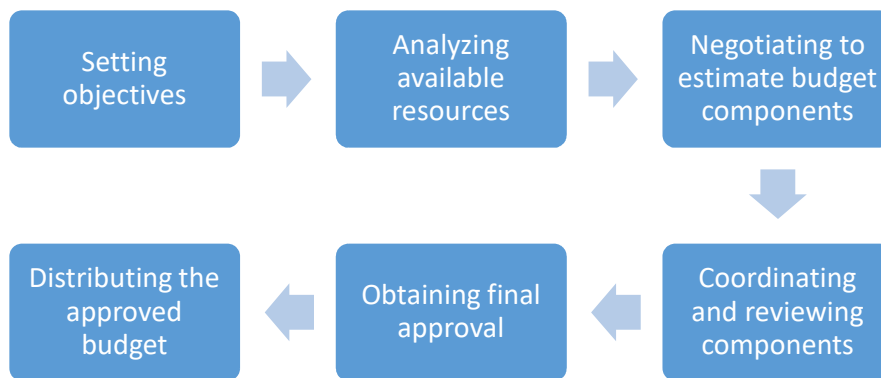 Setting
objectives
Analyzing
available
resources
Negotiating to
estimate budget
components
Coordinating
and reviewing
components
Obtaining final
approval
Distributing the
approved
budget